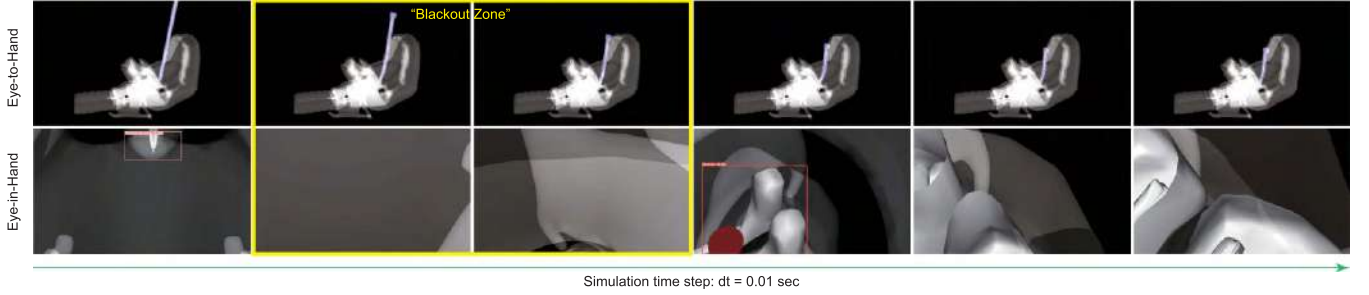 “Blackout Zone”
Eye-to-Hand
Eye-in-Hand
Simulation time step: dt = 0.01 sec